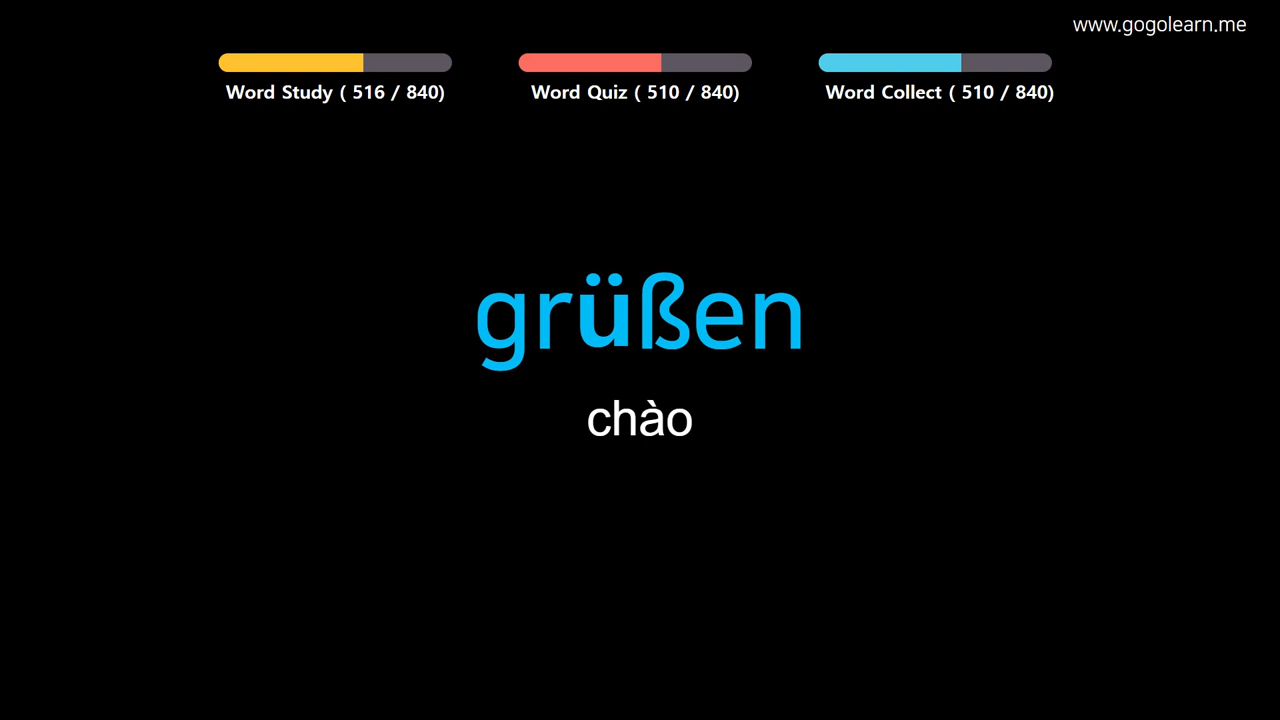 www.gogolearn.me
Word Study ( 516 / 840)
Word Quiz ( 510 / 840)
Word Collect ( 510 / 840)
grüßen
chào